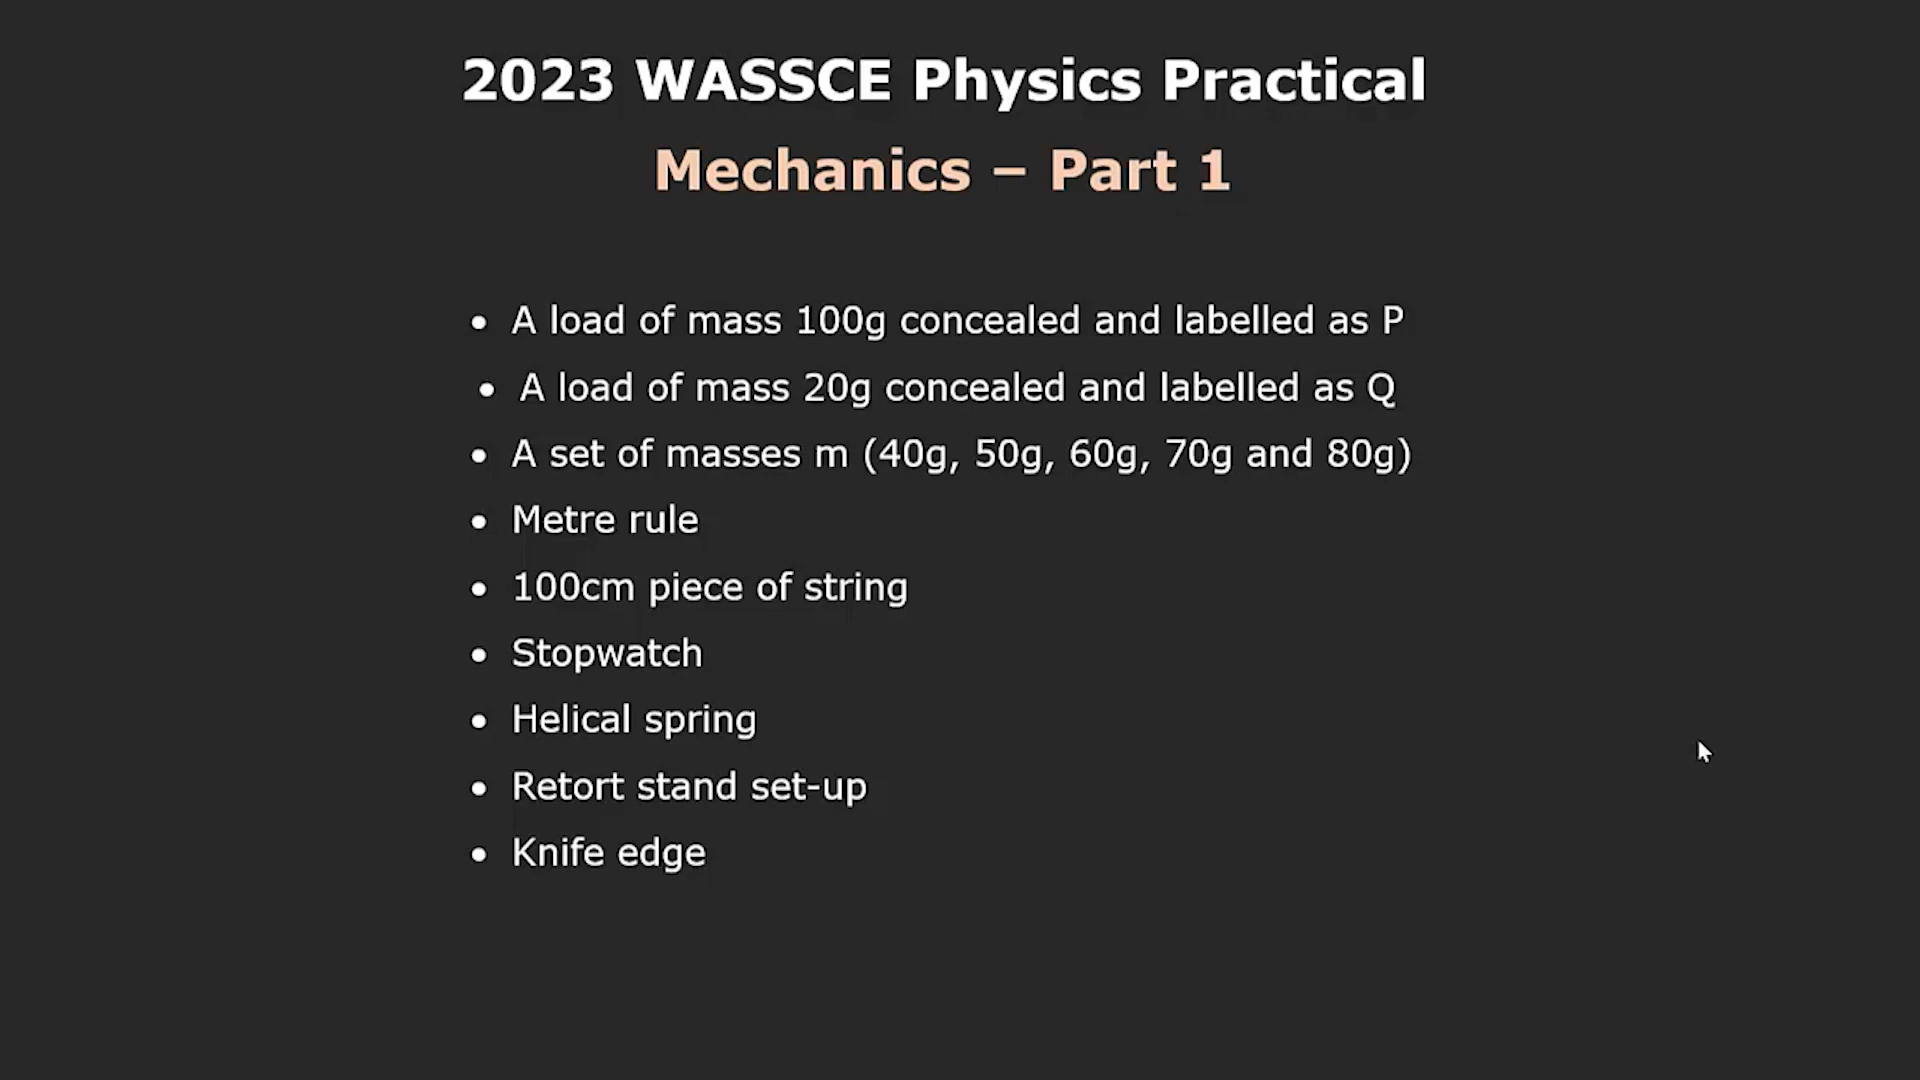 2023 WASSCE Physics Practical
Mechanics – Part 1
• A load of mass 100g concealed and labelled as P
• A load of mass 20g concealed and labelled as Q
• A set of masses m (40g, 50g, 60g, 70g and 80g)
• Metre rule
• 100cm piece of string
• Stopwatch
• Helical spring
• Retort stand set-up
• Knife edge